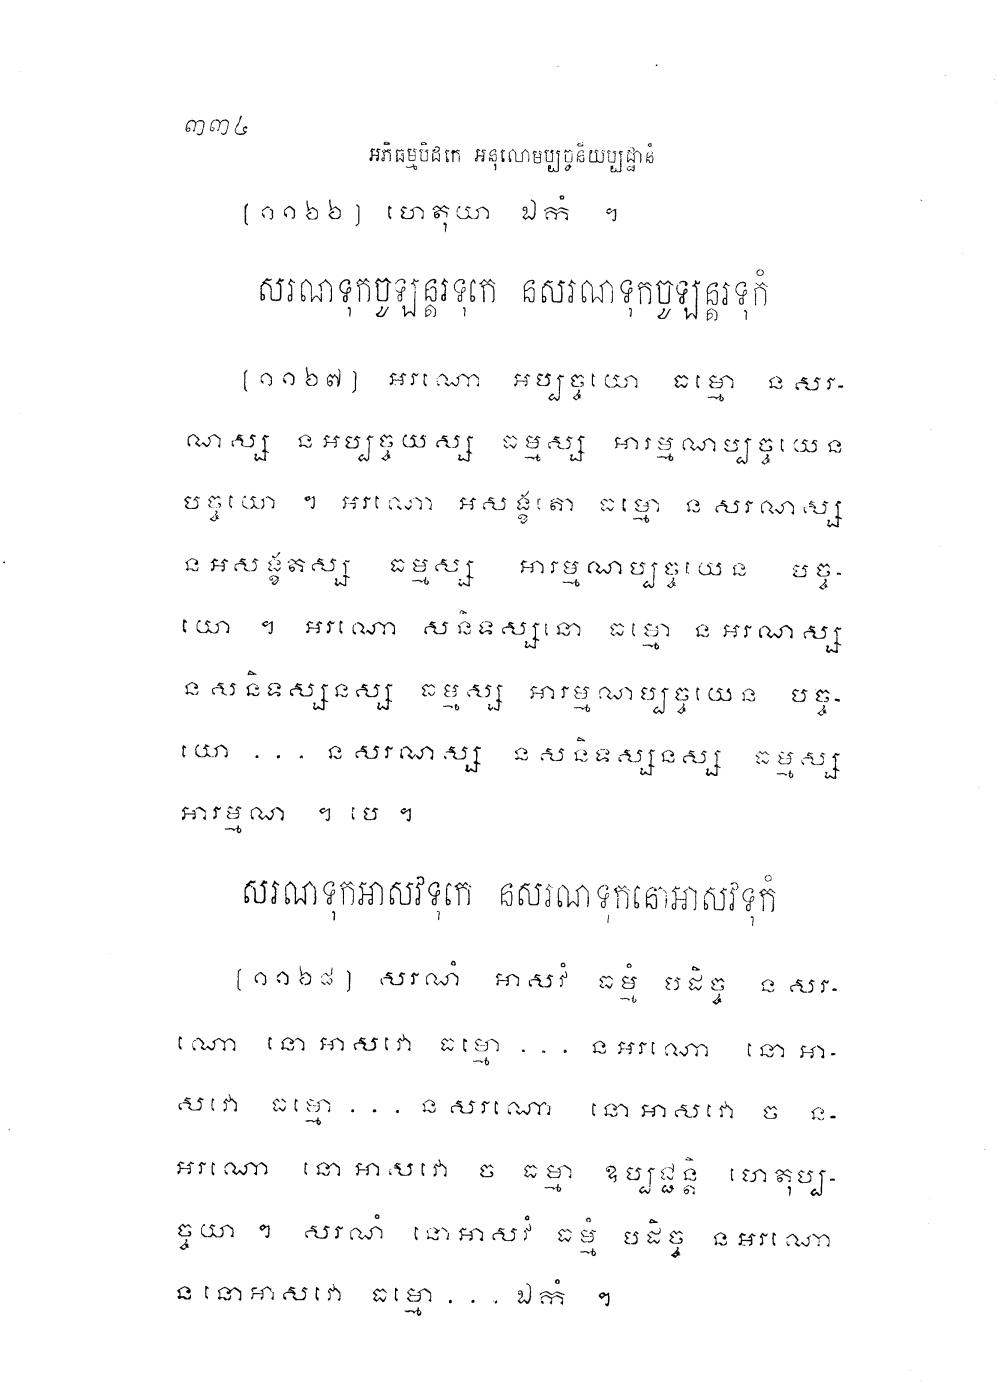 ៣៣៤
អភិធម្មបិដកេ អនុលោមប្បច្ចនីយប្បដ្ឋានំ
[១១៦៦] ហេតុយា ឯកំ ។
សរណទុកចូឡន្តរទុកេ នសរណទុកចូឡន្តរទុកំ
[១១៦៧] អរណោ អប្បច្ចយោ ធម្មោ នសរ-
ណស្ស នអប្បច្ចយស្ស ធម្មស្ស អារម្មណប្បច្ចយេន
បច្ចយោ ។ អរណោ អសង្ខតោ ធម្មោ នសរណស្ស
នអសង្ខតស្ស ធម្មស្ស អារម្មណប្បច្ចយេន បច្ច-
យោ ។ អរណោ សនិទស្សនោ ធម្មោ នអរណស្ស
នសនិទស្សនស្ស ធម្មស្ស អារម្មណប្បច្ចយេន បច្ច-
យោ ... នសរណស្ស នសនិទស្សនស្ស ធម្មស្ស
អារម្មណ ។ បេ ។
សរណទុកអាសវទុកេ នសរណទុកនោអាសវទុកំ
[១១៦៨] សរណំ អាសវំ ធម្មំ បដិច្ច នសរ-
ណោ នោអាសវោ ធម្មោ ... នអរណោ នោអា-
សវោ ធម្មោ ... នសរណោ នោអាសវោ ច ន-
អរណោ នោអាសវោ ច ធម្មា ឧប្បជ្ជន្តិ ហេតុប្ប-
ច្ចយា ។ សរណំ នោអាសវំ ធម្មំ បដិច្ច នអរណោ
ននោអាសវោ ធម្មោ ... ឯកំ ។